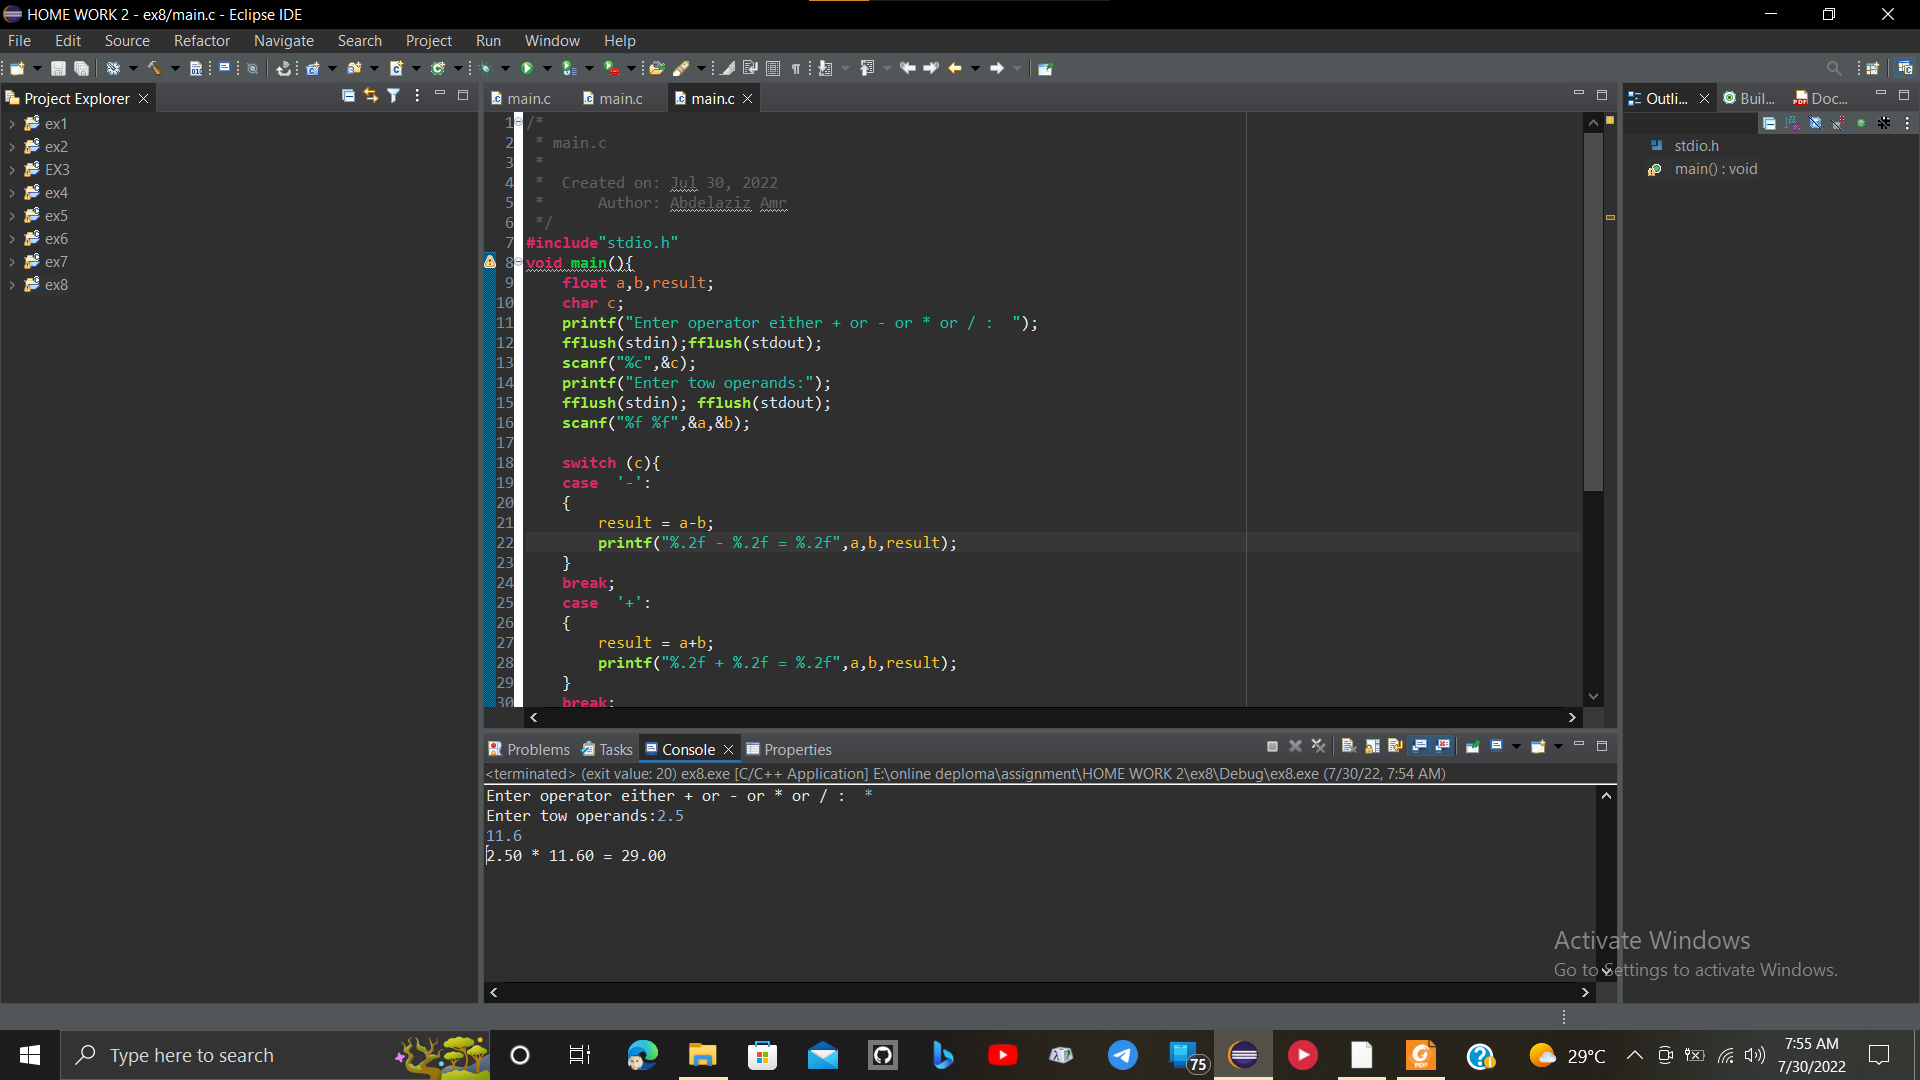 HOME WORK 2 - ex8/main.c - Eclipse IDE
File Edit Source Refactor Navigate Search Project Run Window Help
Project Explorer
ex1
ex2
EX3
ex4
ex5
ex6
ex7
ex8
main.c main.c main.c
1 /*
2 * main.c
3 *
4 * Created on: Jul 30, 2022
5 * Author: Abdelaziz Amr
6 */
7 #include"stdio.h"
8 void main(){
9 float a,b,result;
10 char c;
11 printf("Enter operator either + or - or * or / :  ");
12 fflush(stdin);fflush(stdout);
13 scanf("%c",&c);
14 printf("Enter tow operands:");
15 fflush(stdin); fflush(stdout);
16 scanf("%f %f",&a,&b);
17
18 switch (c){
19 case  '-':
20 {
21 result = a-b;
22 printf("%.2f - %.2f = %.2f",a,b,result);
23 }
24 break;
25 case  '+':
26 {
27 result = a+b;
28 printf("%.2f + %.2f = %.2f",a,b,result);
29 }
30 break;
Outli... Buil... Doc...
stdio.h
main() : void
Problems Tasks Console Properties
<terminated> (exit value: 20) ex8.exe [C/C++ Application] E:\online deploma\assignment\HOME WORK 2\ex8\Debug\ex8.exe (7/30/22, 7:54 AM)
Enter operator either + or - or * or / :  *
Enter tow operands:2.5
11.6
2.50 * 11.60 = 29.00
Activate Windows
Go to Settings to activate Windows.
Type here to search
75
29°C
7:55 AM
7/30/2022